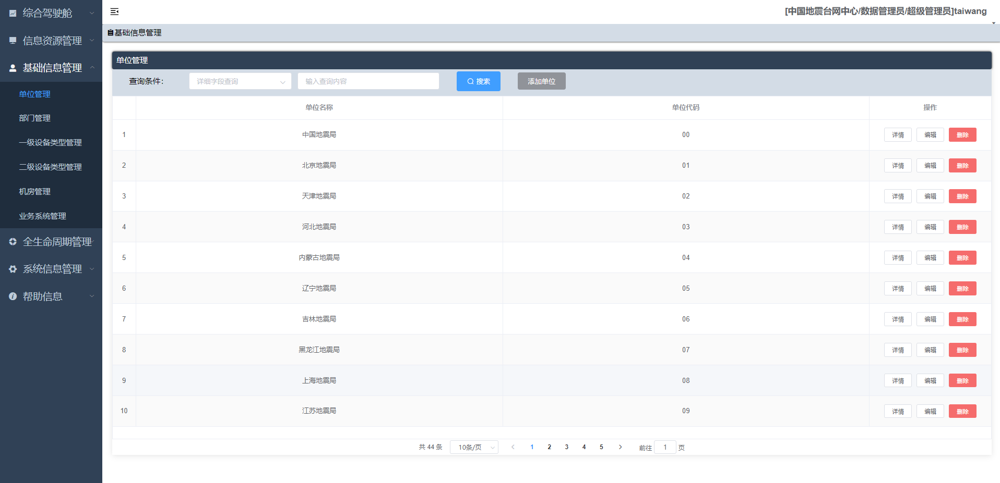 综合驾驶舱
信息资源管理
基础信息管理
单位管理
部门管理
一级设备类型管理
二级设备类型管理
机房管理
业务系统管理
全生命周期管理
系统信息管理
帮助信息
[中国地震台网中心/数据管理员/超级管理员]taiwang
基础信息管理
单位管理
查询条件: 详细字段查询 输入查询内容 搜索 添加单位
单位名称 单位代码 操作
1 中国地震局 00 详情 编辑 删除
2 北京地震局 01 详情 编辑 删除
3 天津地震局 02 详情 编辑 删除
4 河北地震局 03 详情 编辑 删除
5 内蒙古地震局 04 详情 编辑 删除
6 辽宁地震局 05 详情 编辑 删除
7 吉林地震局 06 详情 编辑 删除
8 黑龙江地震局 07 详情 编辑 删除
9 上海地震局 08 详情 编辑 删除
10 江苏地震局 09 详情 编辑 删除
共 44 条 10条/页 1 2 3 4 5 前往 1 页